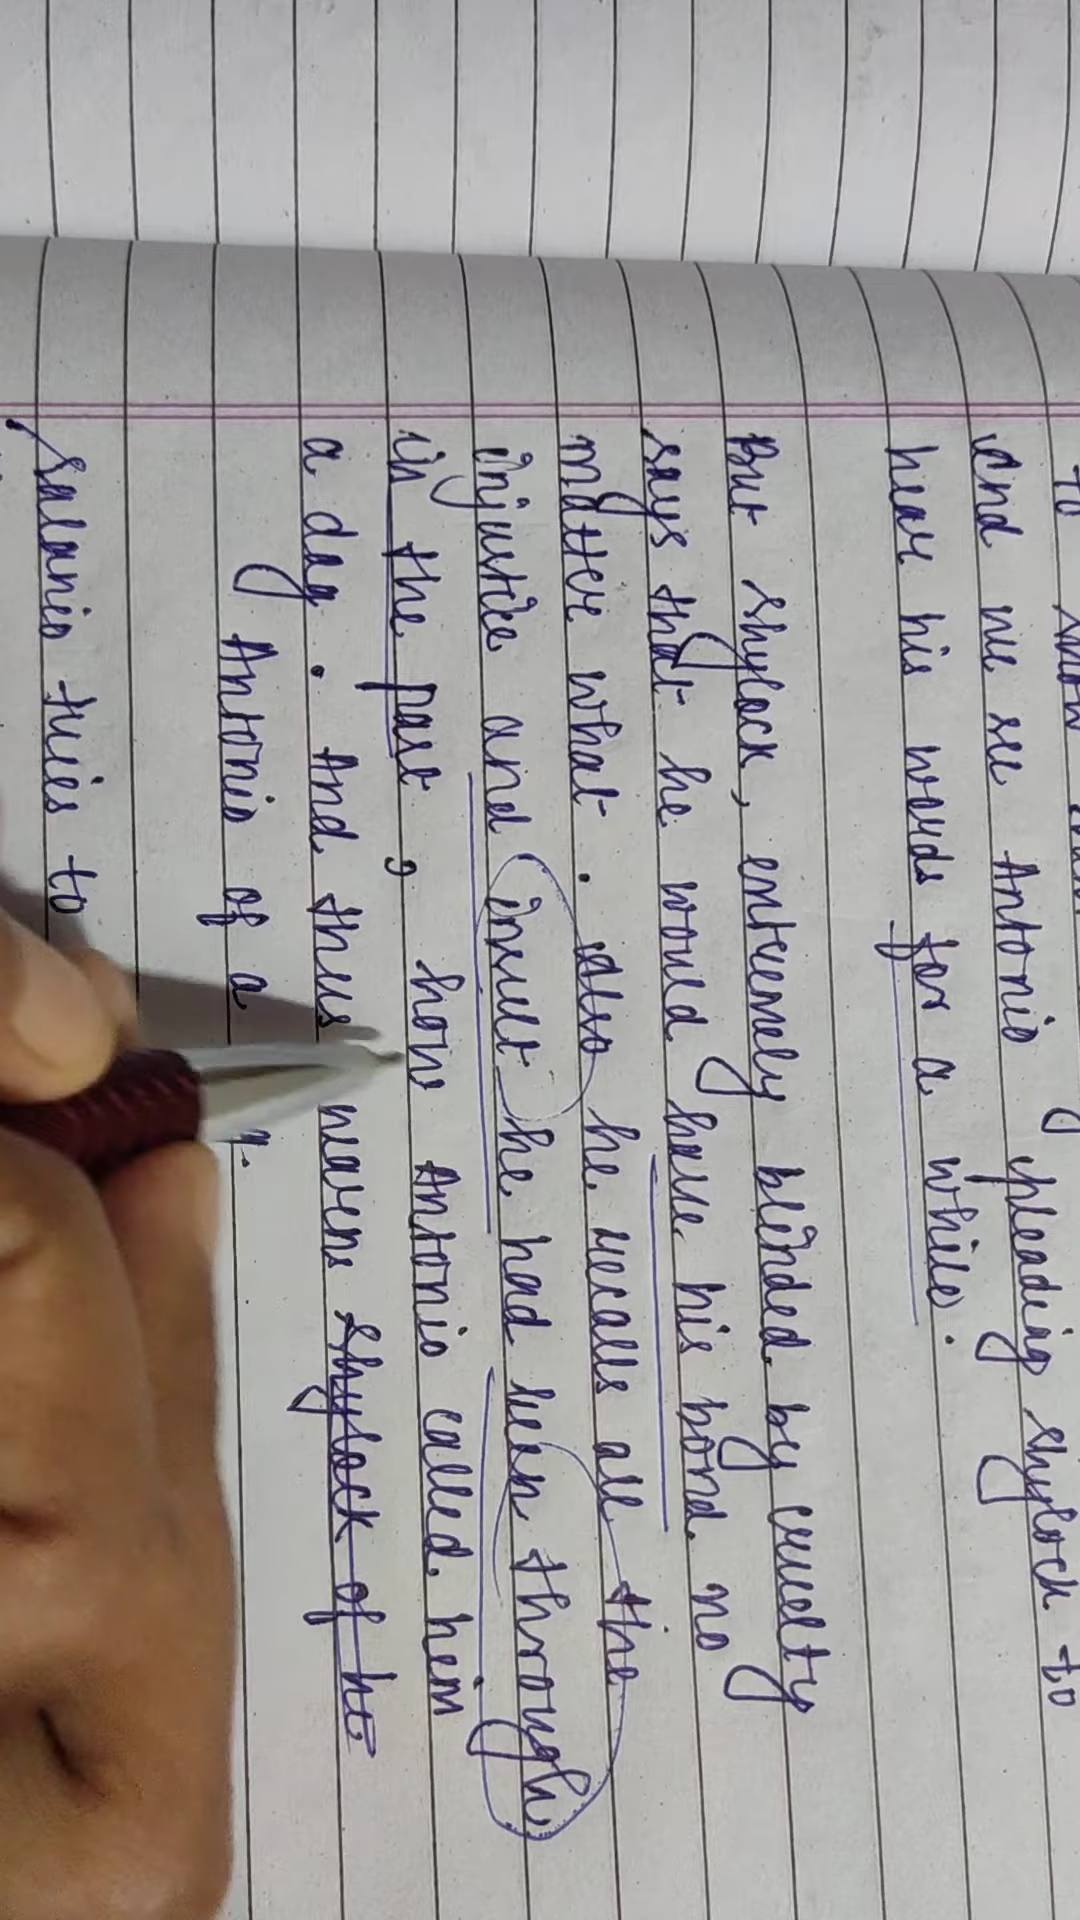 to show
And we see Antonio pleading Shylock to
hear his words for a while.
But Shylock, extremely blinded by cruelty
says that he would have his bond no
matter what. Also he recalls all the
injustice and insult he had been through
in the past, how Antonio called him
a dog. And thus warns Shylock of ht
Antonio of a
Salanio tries to